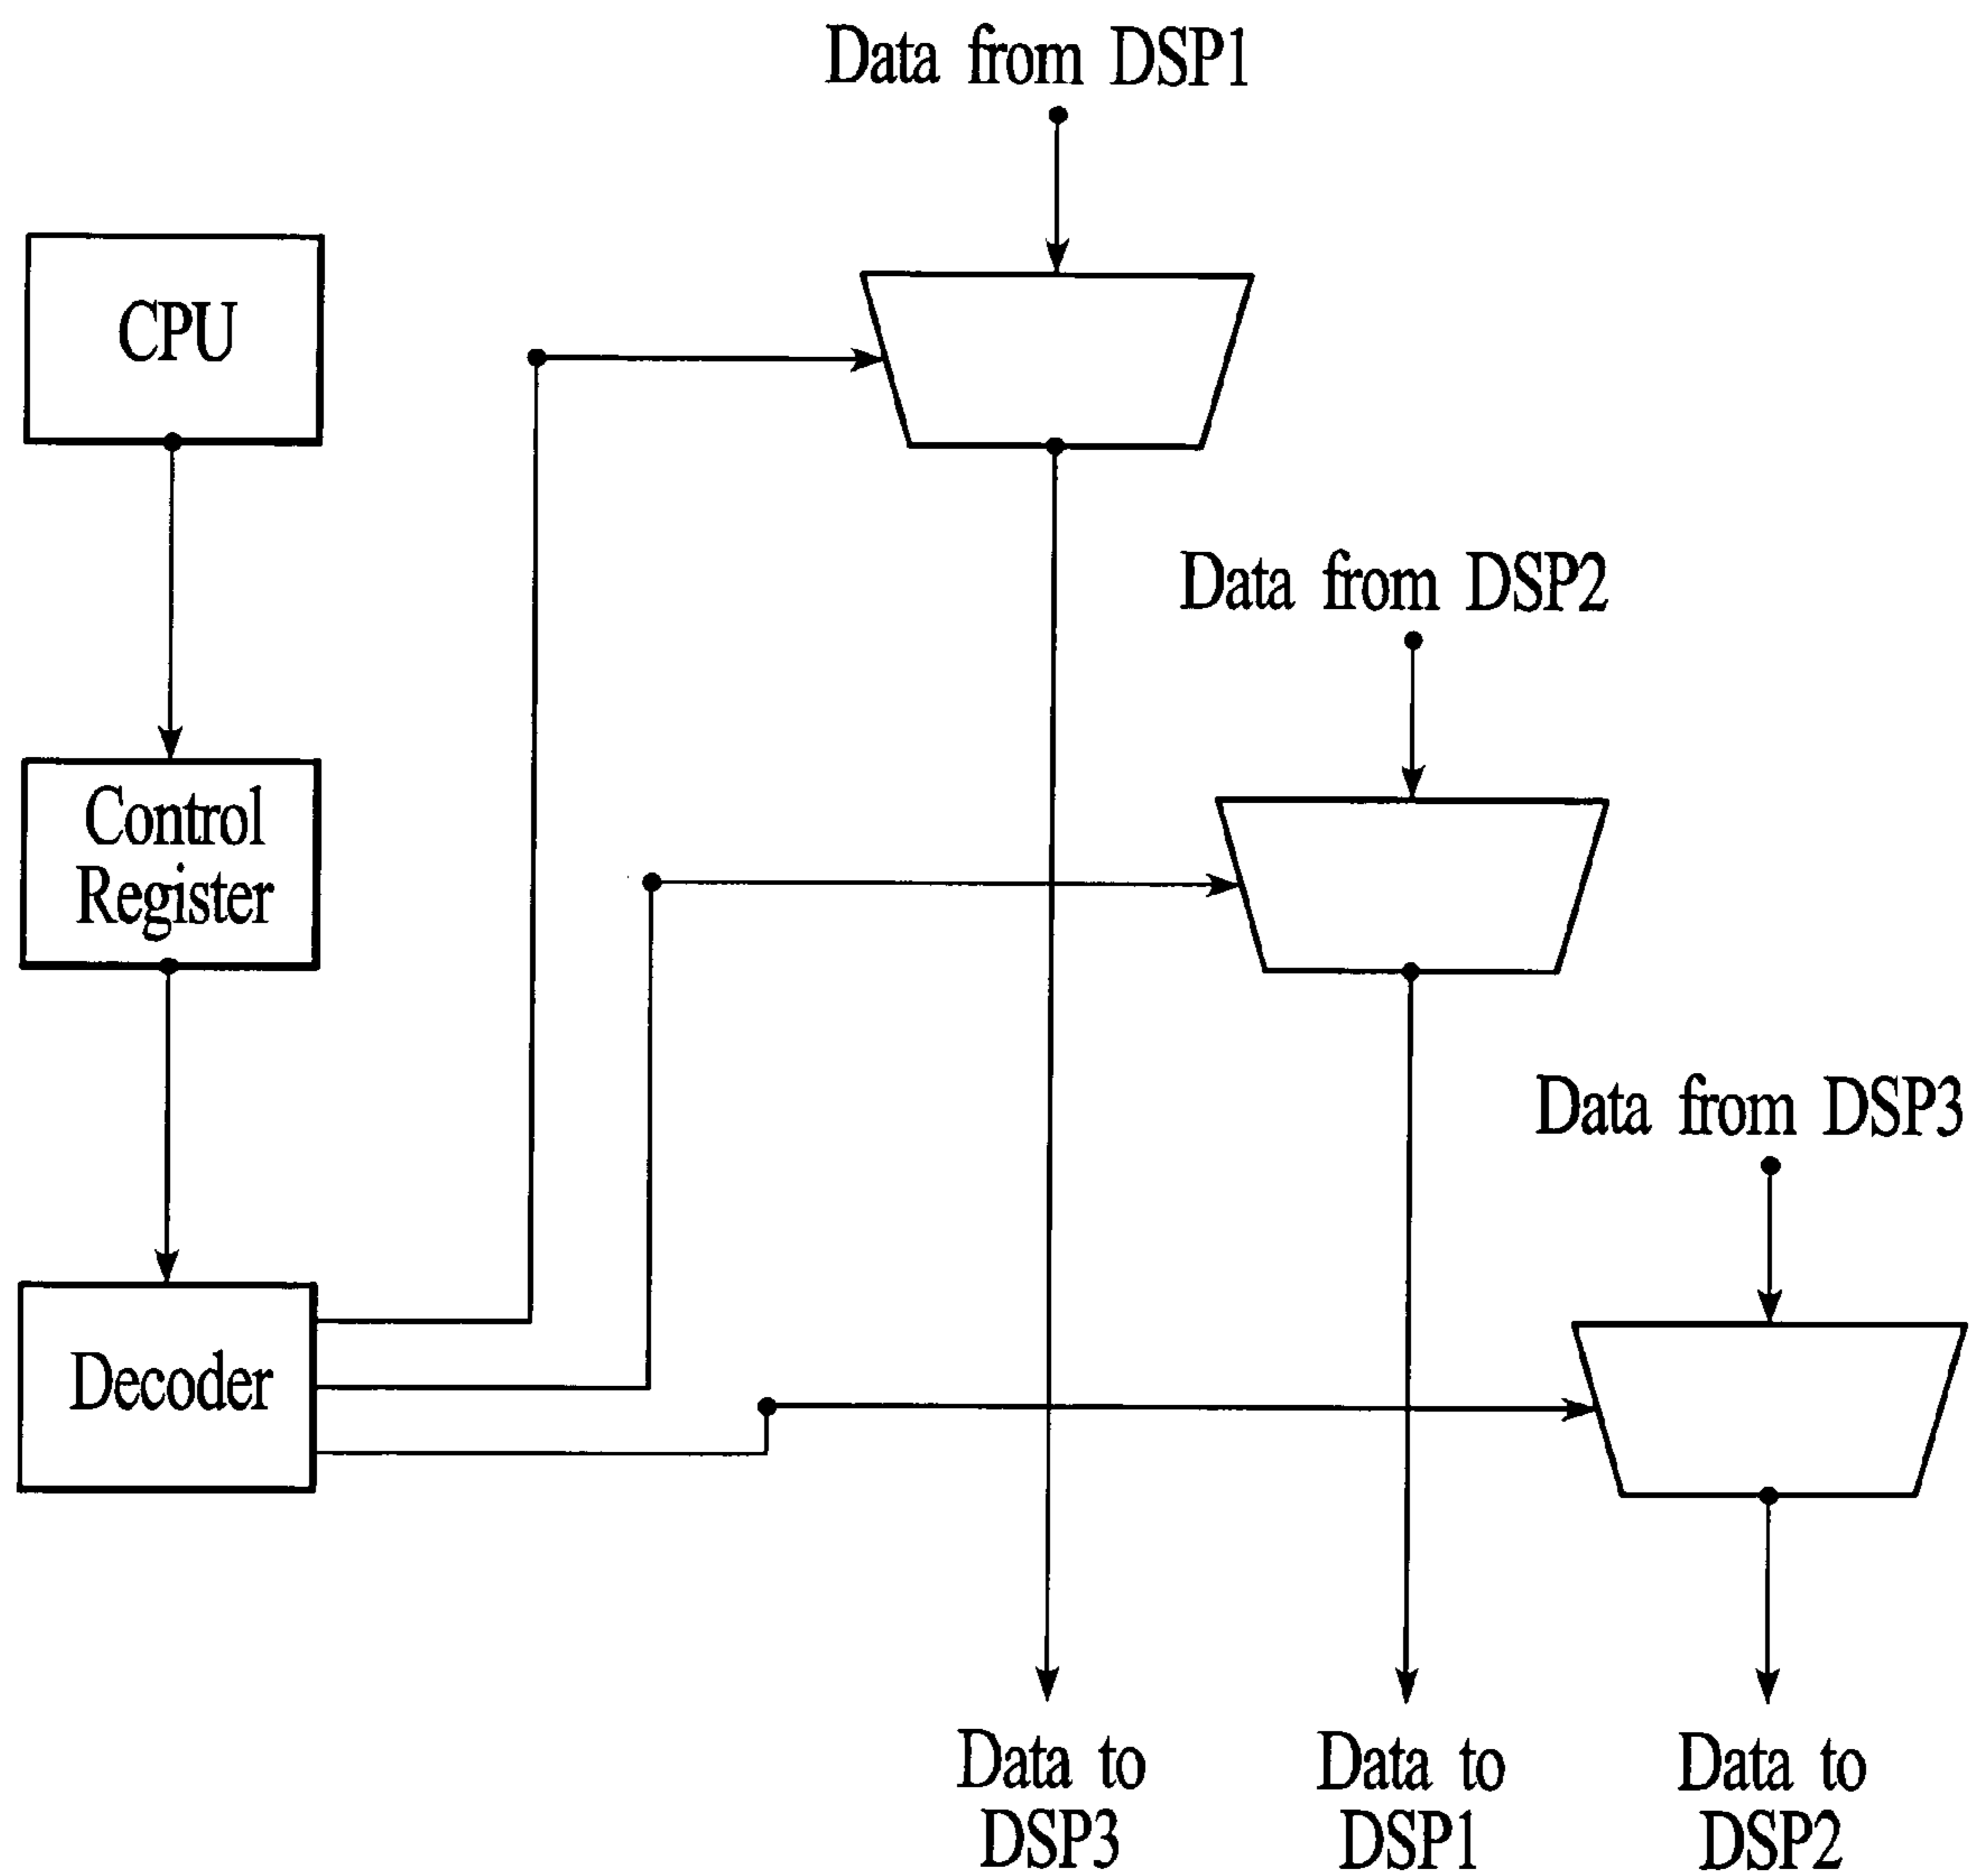 Data from DSP1
CPU
Data from DSP2
Control
Register
Data from DSP3
Decoder
Data to
DSP3
Data to
DSP1
Data to
DSP2